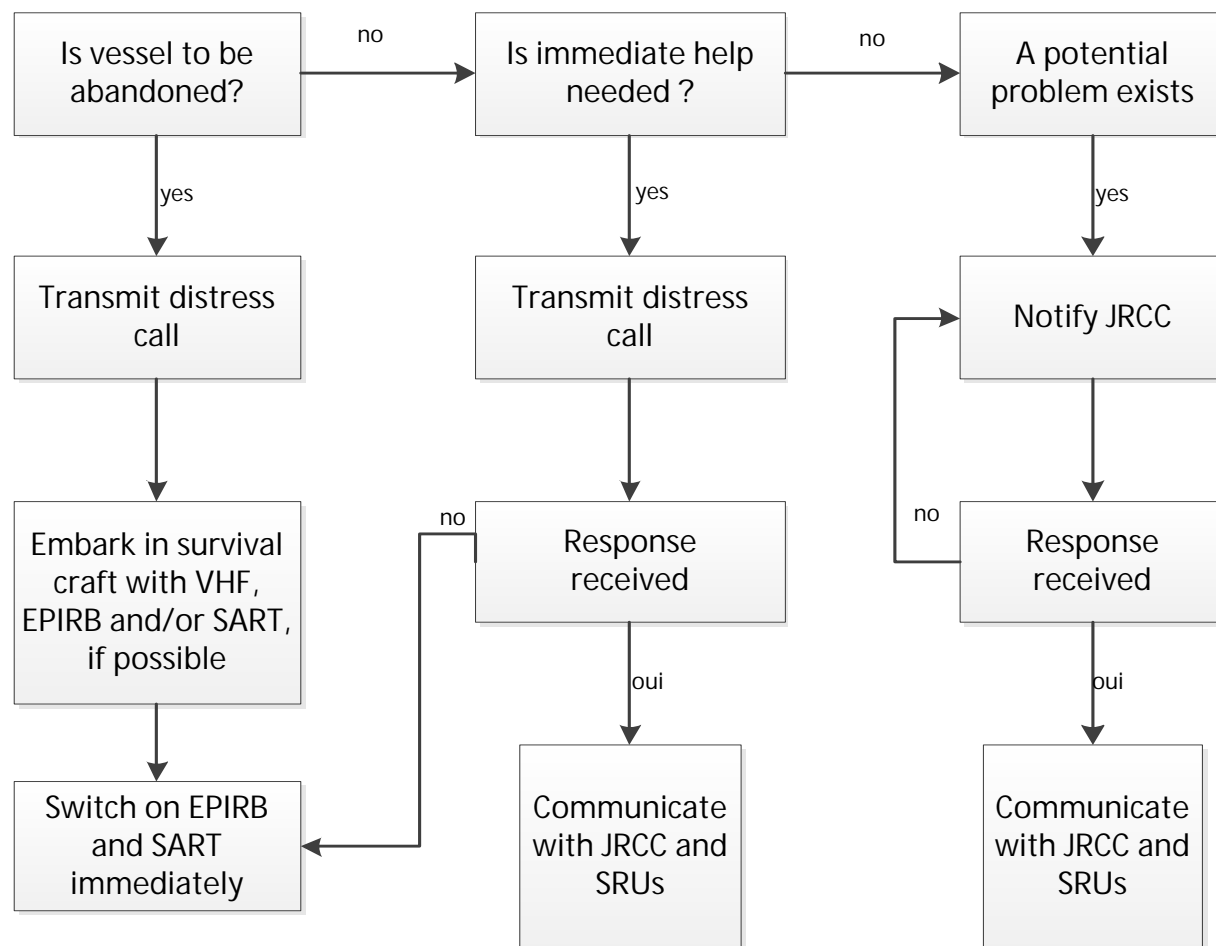 Is vessel to be
abandoned?
no
Is immediate help
needed ?
no
A potential
problem exists
yes
yes
yes
Transmit distress
call
Transmit distress
call
Notify JRCC
Embark in survival
craft with VHF,
EPIRB and/or SART,
if possible
no
Response
received
no
Response
received
oui
oui
Switch on EPIRB
and SART
immediately
Communicate
with JRCC and
SRUs
Communicate
with JRCC and
SRUs